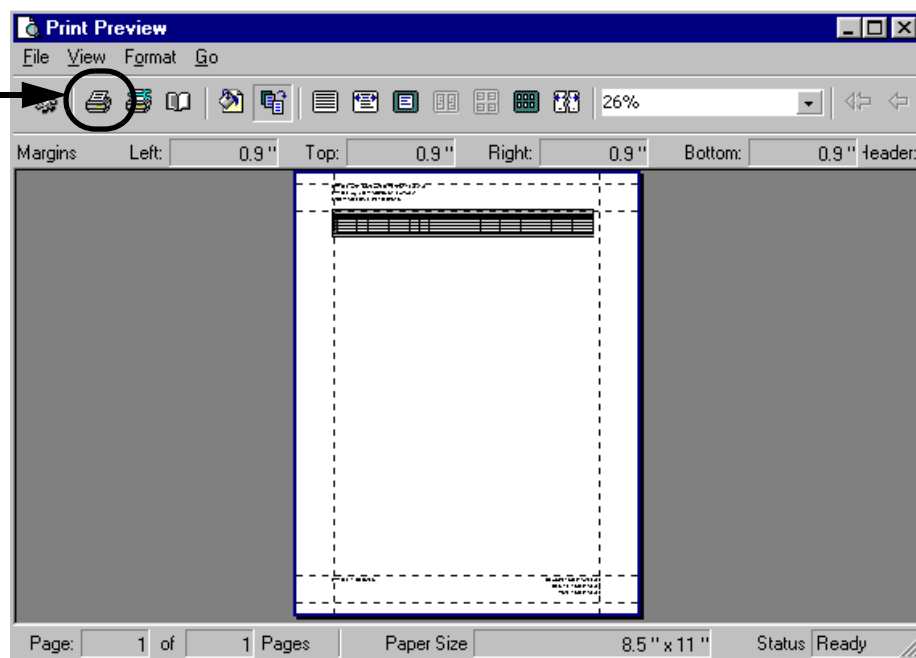 Print Preview
File View Format Go
26%
Margins Left: 0.9 " Top: 0.9 " Right: 0.9 " Bottom: 0.9 " Header:
Page: 1 of 1 Pages Paper Size 8.5 " x 11 " Status Ready